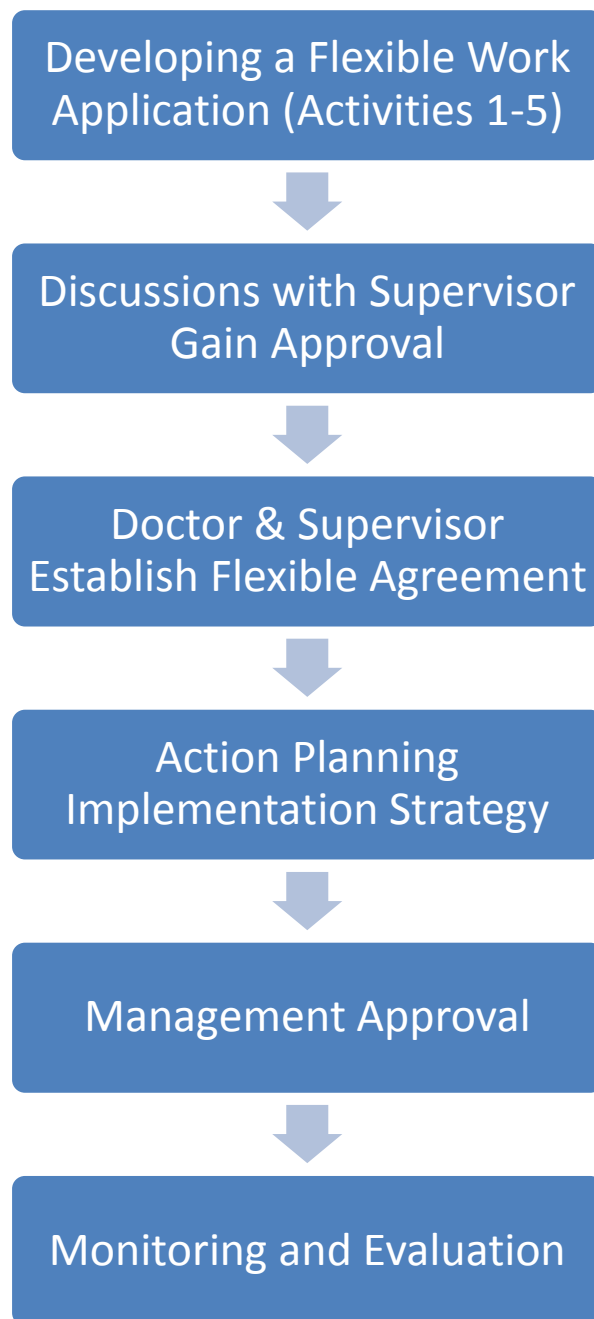 Developing a Flexible Work
Application (Activities 1-5)
Discussions with Supervisor
Gain Approval
Doctor & Supervisor
Establish Flexible Agreement
Action Planning
Implementation Strategy
Management Approval
Monitoring and Evaluation